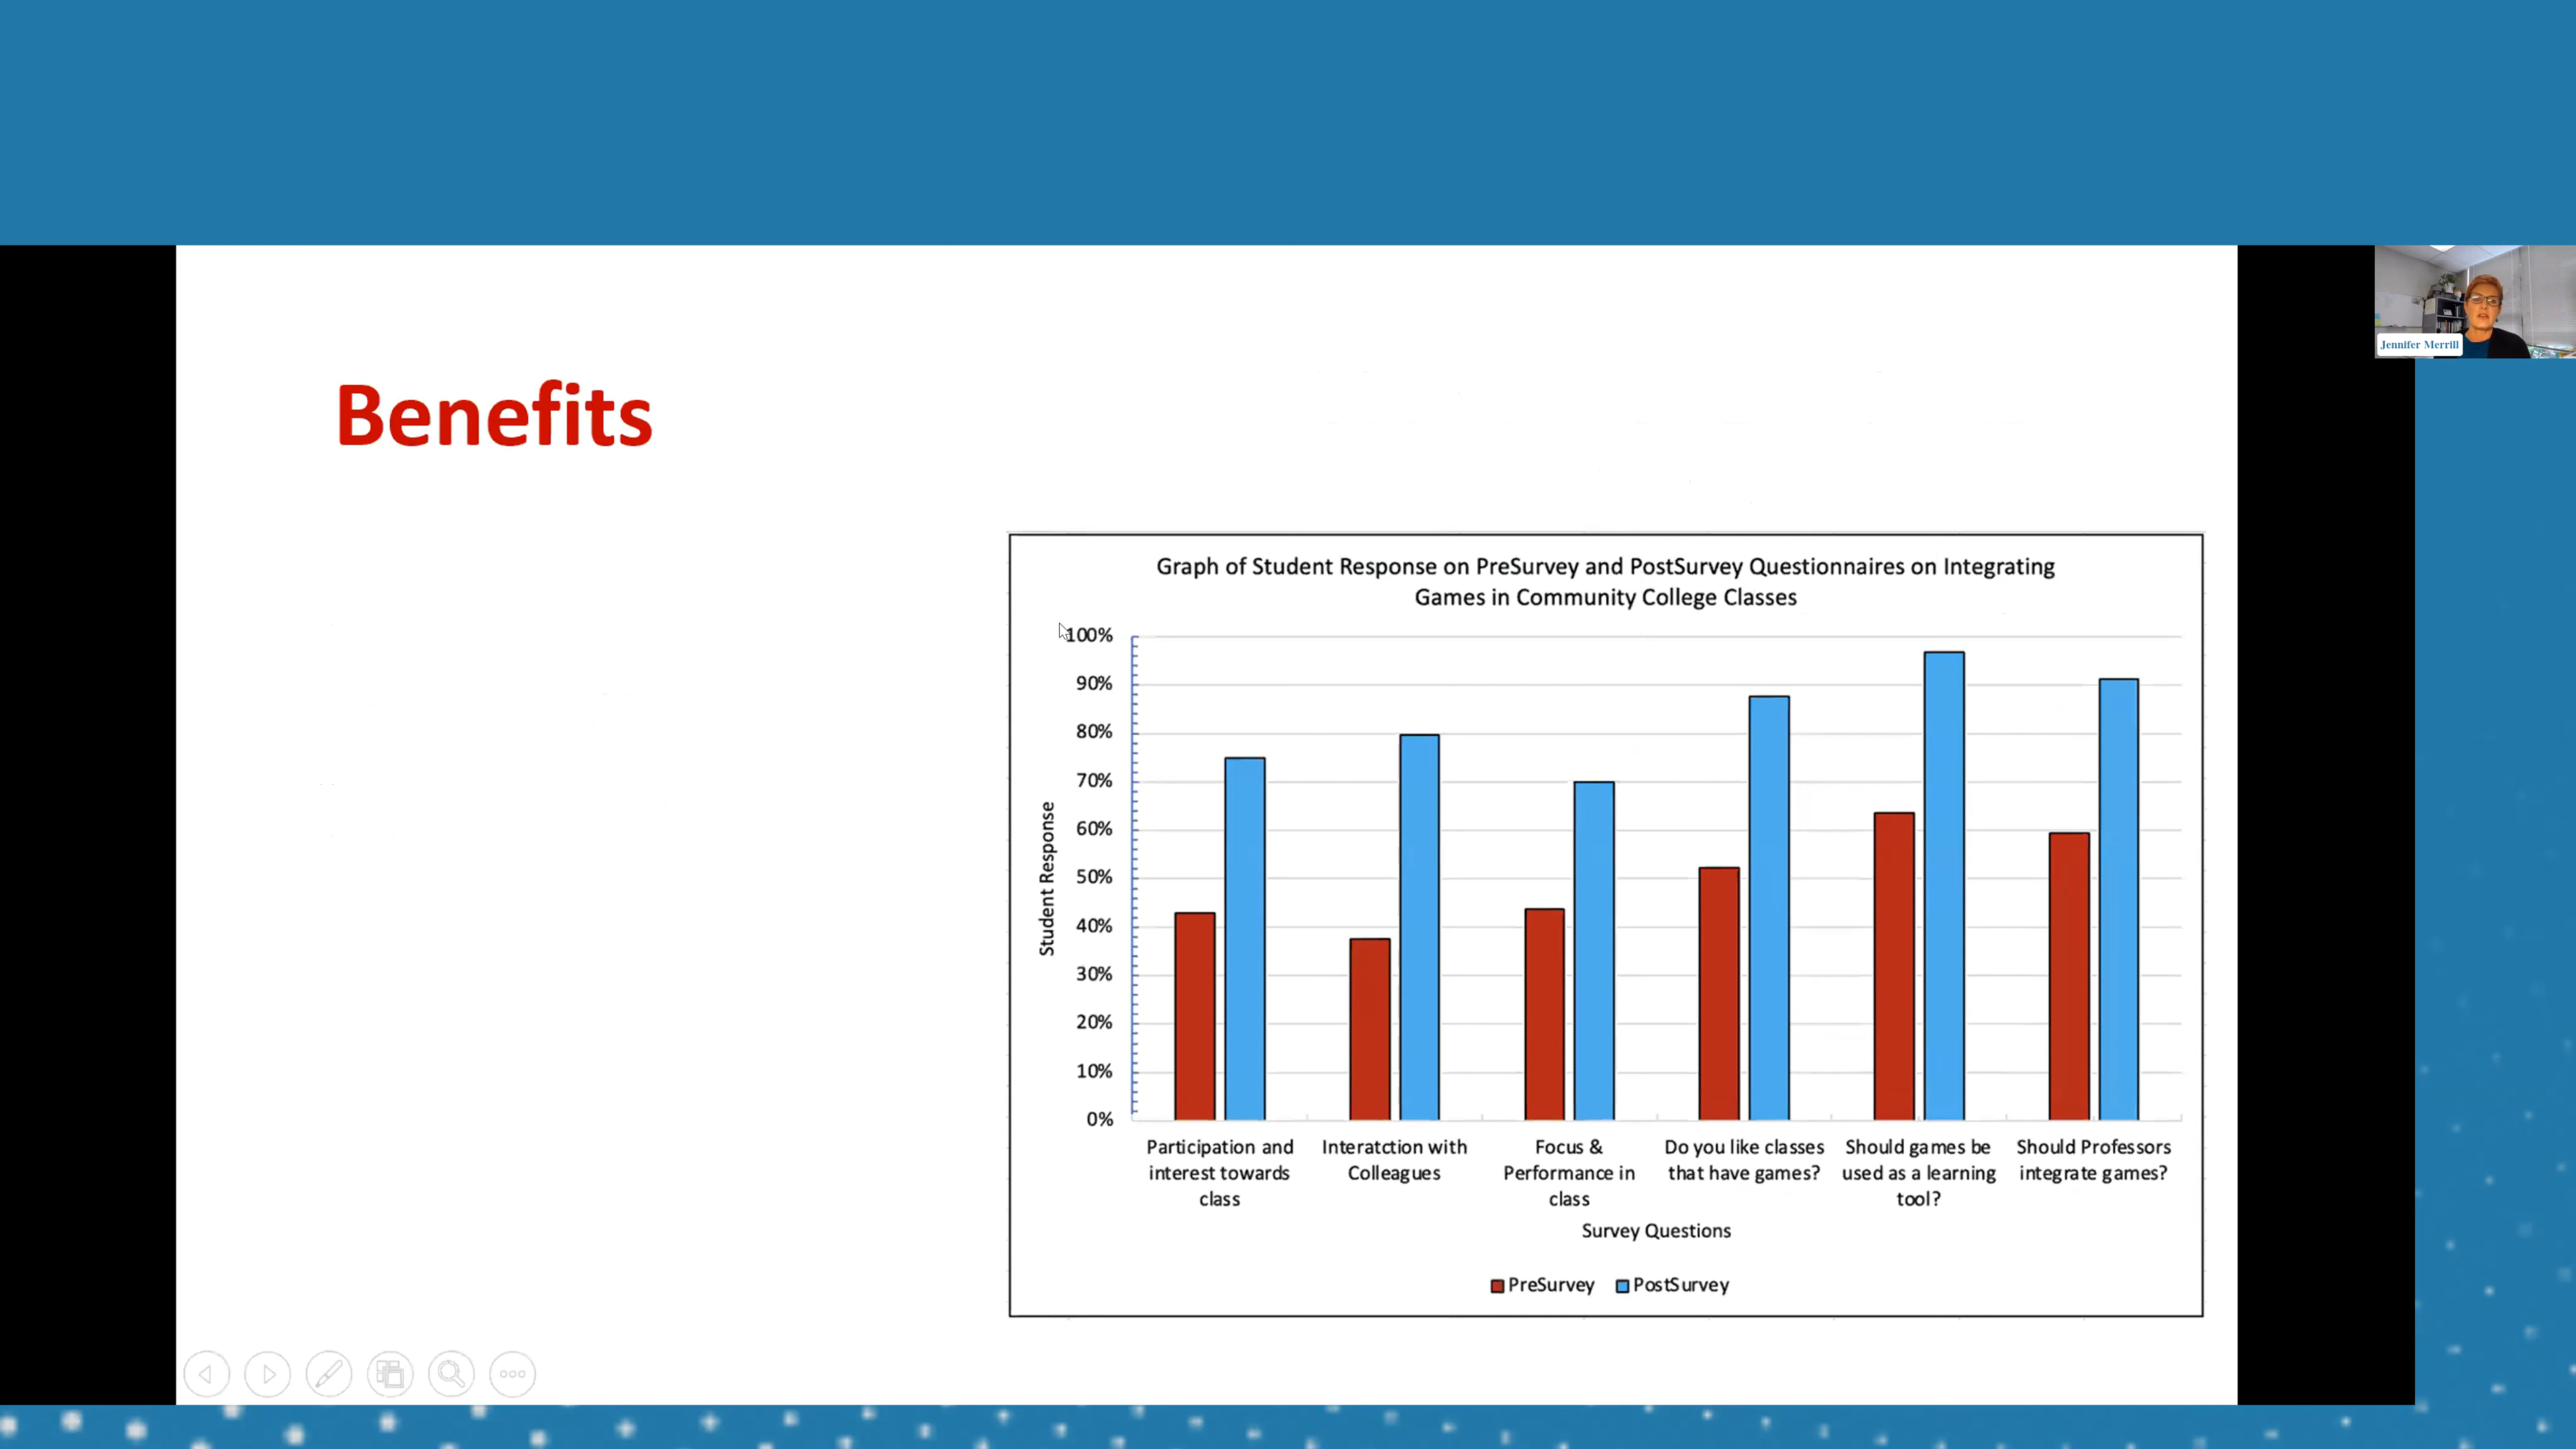 Benefits
Jennifer Merrill
Graph of Student Response on PreSurvey and PostSurvey Questionnaires on Integrating
Games in Community College Classes
100%
90%
80%
70%
60%
50%
40%
30%
20%
10%
0%
Student Response
Participation and
interest towards
class
Interatction with
Colleagues
Focus &
Performance in
class
Do you like classes
that have games?
Should games be
used as a learning
tool?
Should Professors
integrate games?
Survey Questions
PreSurvey PostSurvey